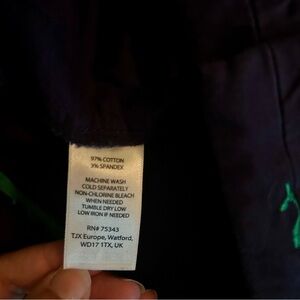 97% COTTON
3% SPANDEX
MACHINE WASH
COLD SEPARATELY
NON-CHLORINE BLEACH
WHEN NEEDED
TUMBLE DRY LOW
LOW IRON IF NEEDED
RN# 75343
TJX Europe, Watford,
WD17 1TX, UK